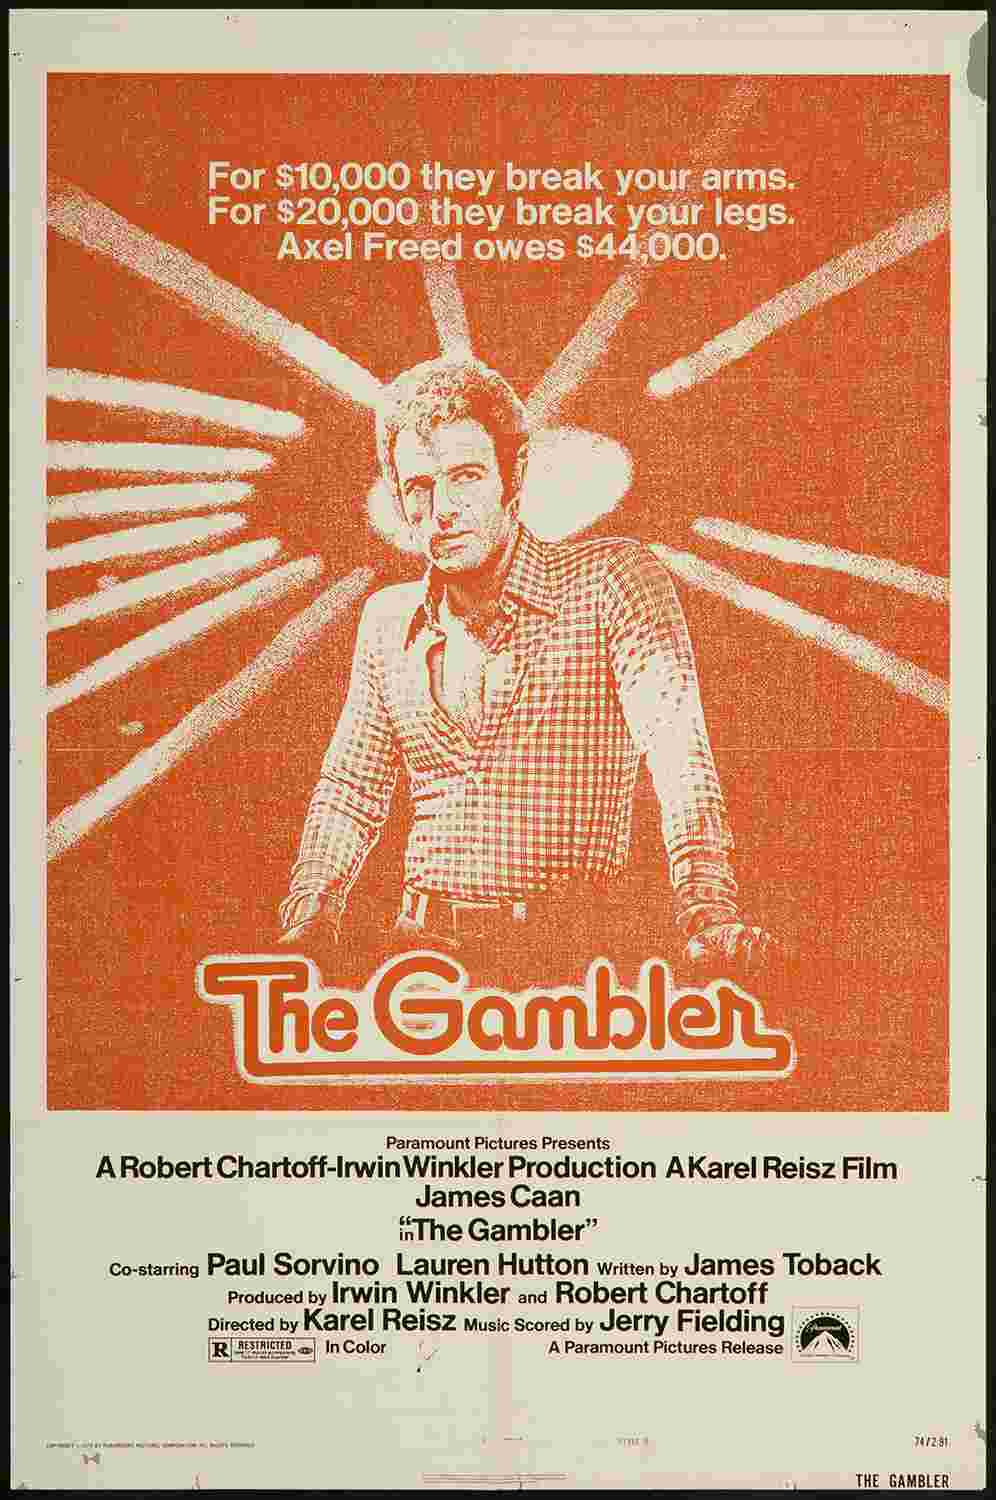 For $10,000 they break your arms.
For $20,000 they break your legs.
Axel Freed owes $44,000.
The Gambler
Paramount Pictures Presents
A Robert Chartoff-Irwin Winkler Production A Karel Reisz Film
James Caan
in “The Gambler”
Co-starring Paul Sorvino Lauren Hutton Written by James Toback
Produced by Irwin Winkler and Robert Chartoff
Directed by Karel Reisz Music Scored by Jerry Fielding
R RESTRICTED In Color A Paramount Pictures Release
Paramount
74/291
THE GAMBLER